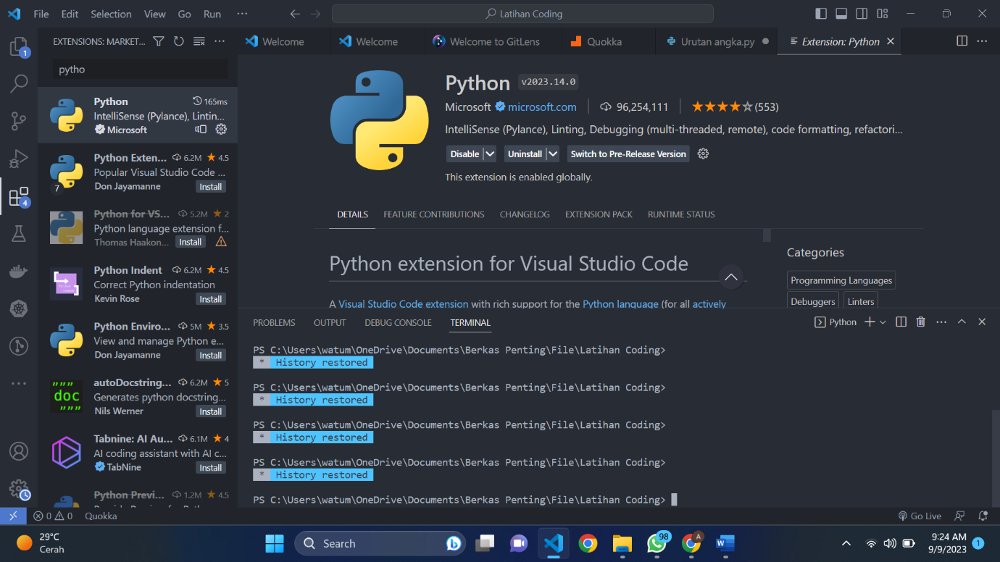 File Edit Selection View Go Run ···
Latihan Coding
EXTENSIONS: MARKET...
pytho
Python 165ms
IntelliSense (Pylance), Lintin...
Microsoft
Python Exten... 6.2M 4.5
Popular Visual Studio Code ...
Don Jayamanne Install
7
Python for VS... 5.2M 2
Python language extension f...
Thomas Haakon... Install
Python Indent 6.2M 4.5
Correct Python indentation
Kevin Rose Install
Python Enviro... 5M 3.5
View and manage Python e...
Don Jayamanne Install
autoDocstring... 6.2M 5
Generates python docstring...
Nils Werner Install
""" doc """
Tabnine: AI Au... 6.1M 4
AI coding assistant with AI c...
TabNine Install
Python Previ... 1.2M 4.5
1
4
Welcome Welcome Welcome to GitLens Quokka Urutan angka.py Extension: Python
Python v2023.14.0
Microsoft microsoft.com 96,254,111 (553)
IntelliSense (Pylance), Linting, Debugging (multi-threaded, remote), code formatting, refactori...
Disable Uninstall Switch to Pre-Release Version
This extension is enabled globally.
DETAILS FEATURE CONTRIBUTIONS CHANGELOG EXTENSION PACK RUNTIME STATUS
Python extension for Visual Studio Code
A Visual Studio Code extension with rich support for the Python language (for all actively
Categories
Programming Languages
Debuggers Linters
PROBLEMS OUTPUT DEBUG CONSOLE TERMINAL Python
PS C:\Users\watum\OneDrive\Documents\Berkas Penting\File\Latihan Coding>
* History restored
PS C:\Users\watum\OneDrive\Documents\Berkas Penting\File\Latihan Coding>
* History restored
PS C:\Users\watum\OneDrive\Documents\Berkas Penting\File\Latihan Coding>
* History restored
PS C:\Users\watum\OneDrive\Documents\Berkas Penting\File\Latihan Coding>
* History restored
PS C:\Users\watum\OneDrive\Documents\Berkas Penting\File\Latihan Coding>
0 0 Quokka Go Live
29°C
Cerah
Search
98
A
9:24 AM
9/9/2023
1